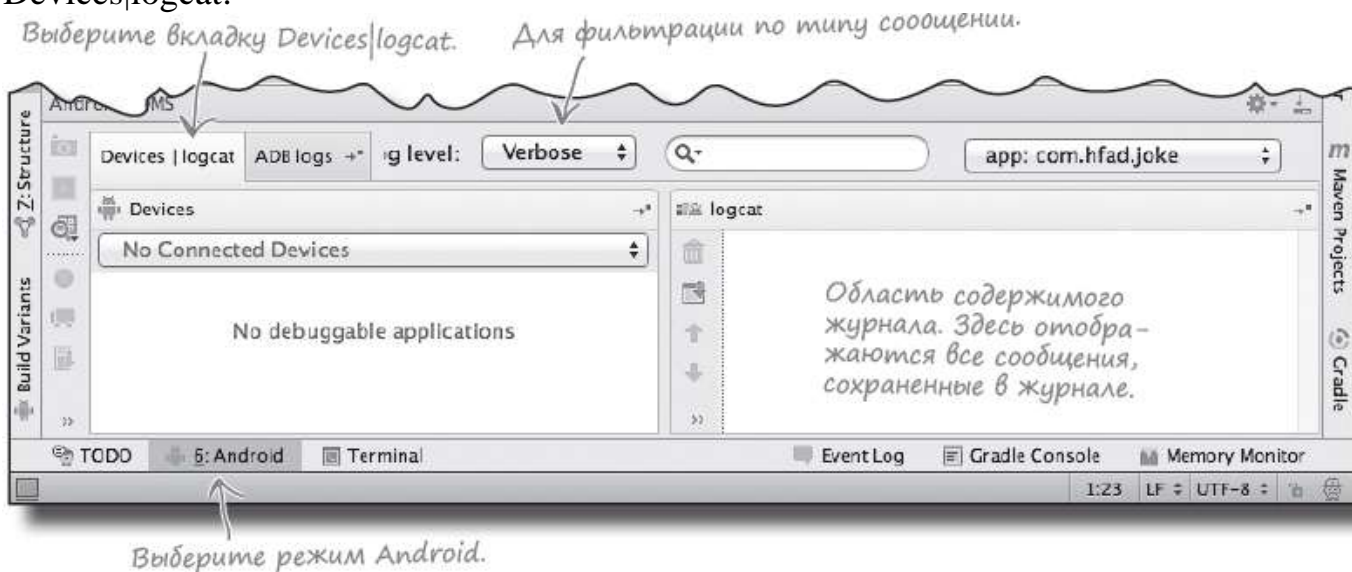 Devices|logcat.
Выберите вкладку Devices|logcat.
Для фильтрации по типу сообщений.
Devices | logcat
ADB logs
g level:
Verbose
app: com.hfad.joke
Z: Structure
Build Variants
Devices
No Connected Devices
No debuggable applications
logcat
Область содержимого
журнала. Здесь отобра-
жаются все сообщения,
сохраненные в журнале.
m
Maven Projects
Gradle
TODO
6: Android
Terminal
Event Log
Gradle Console
Memory Monitor
1:23 LF UTF-8
Выберите режим Android.